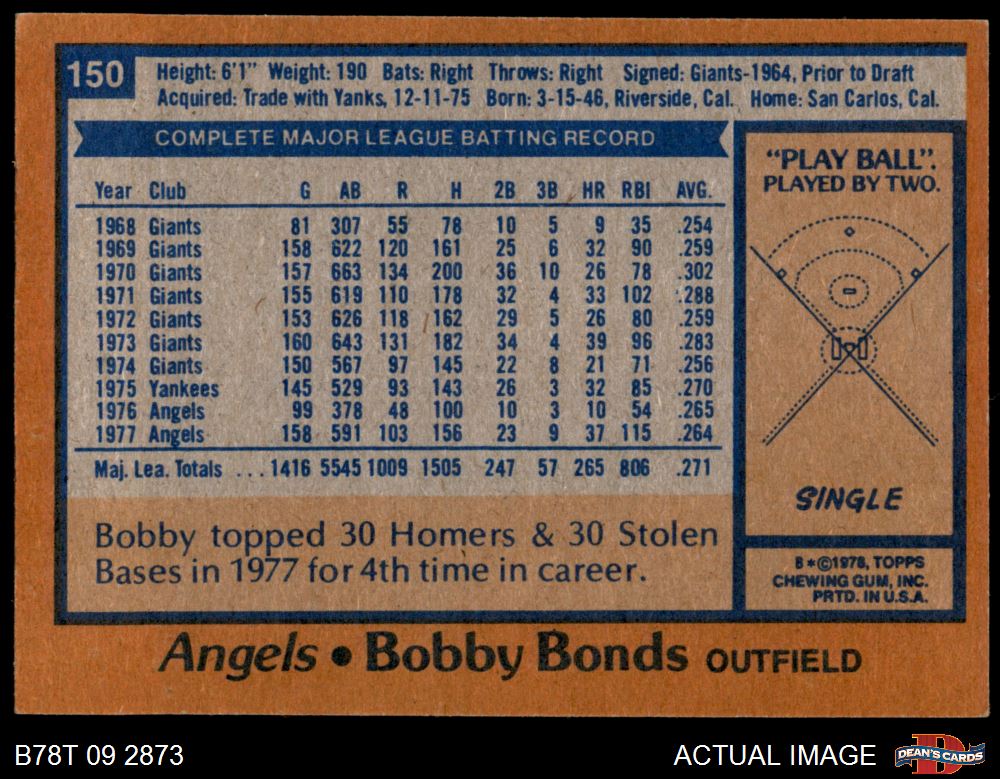 150
Height: 6'1" Weight: 190 Bats: Right Throws: Right Signed: Giants-1964, Prior to Draft
Acquired: Trade with Yanks, 12-11-75 Born: 3-15-46, Riverside, Cal. Home: San Carlos, Cal.
COMPLETE MAJOR LEAGUE BATTING RECORD
Year Club G AB R H 2B 3B HR RBI AVG.
1968 Giants 81 307 55 78 10 5 9 35 .254
1969 Giants 158 622 120 161 25 6 32 90 .259
1970 Giants 157 663 134 200 36 10 26 78 .302
1971 Giants 155 619 110 178 32 4 33 102 .288
1972 Giants 153 626 118 162 29 5 26 80 .259
1973 Giants 160 643 131 182 34 4 39 96 .283
1974 Giants 150 567 97 145 22 8 21 71 .256
1975 Yankees 145 529 93 143 26 3 32 85 .270
1976 Angels 99 378 48 100 10 3 10 54 .265
1977 Angels 158 591 103 156 23 9 37 115 .264
Maj. Lea. Totals ...1416 5545 1009 1505 247 57 265 806 .271
Bobby topped 30 Homers & 30 Stolen
Bases in 1977 for 4th time in career.
"PLAY BALL".
PLAYED BY TWO.
SINGLE
B*©1978, TOPPS
CHEWING GUM, INC.
PRTD. IN U.S.A.
Angels • Bobby Bonds OUTFIELD
B78T 09 2873
ACTUAL IMAGE
D
DEAN'S CARDS